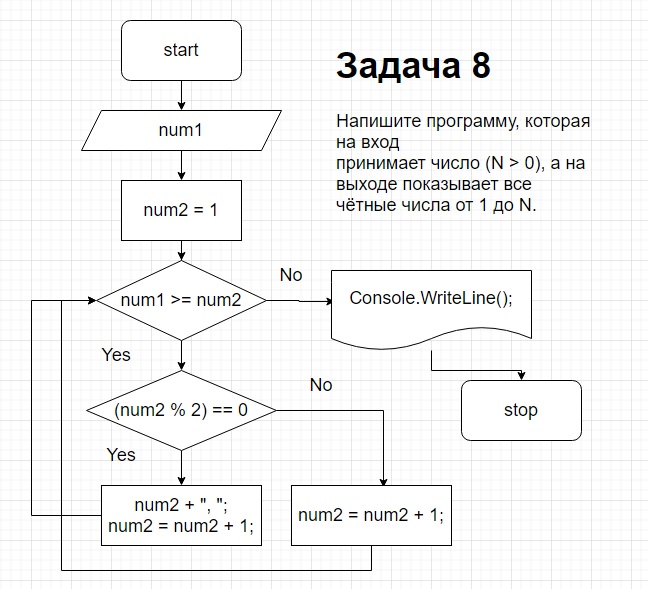 start
Задача 8
num1
Напишите программу, которая
на вход
принимает число (N > 0), а на
выходе показывает все
чётные числа от 1 до N.
num2 = 1
No
num1 >= num2
Console.WriteLine();
Yes
No
(num2 % 2) == 0
stop
Yes
num2 + ", ";
num2 = num2 + 1;
num2 = num2 + 1;